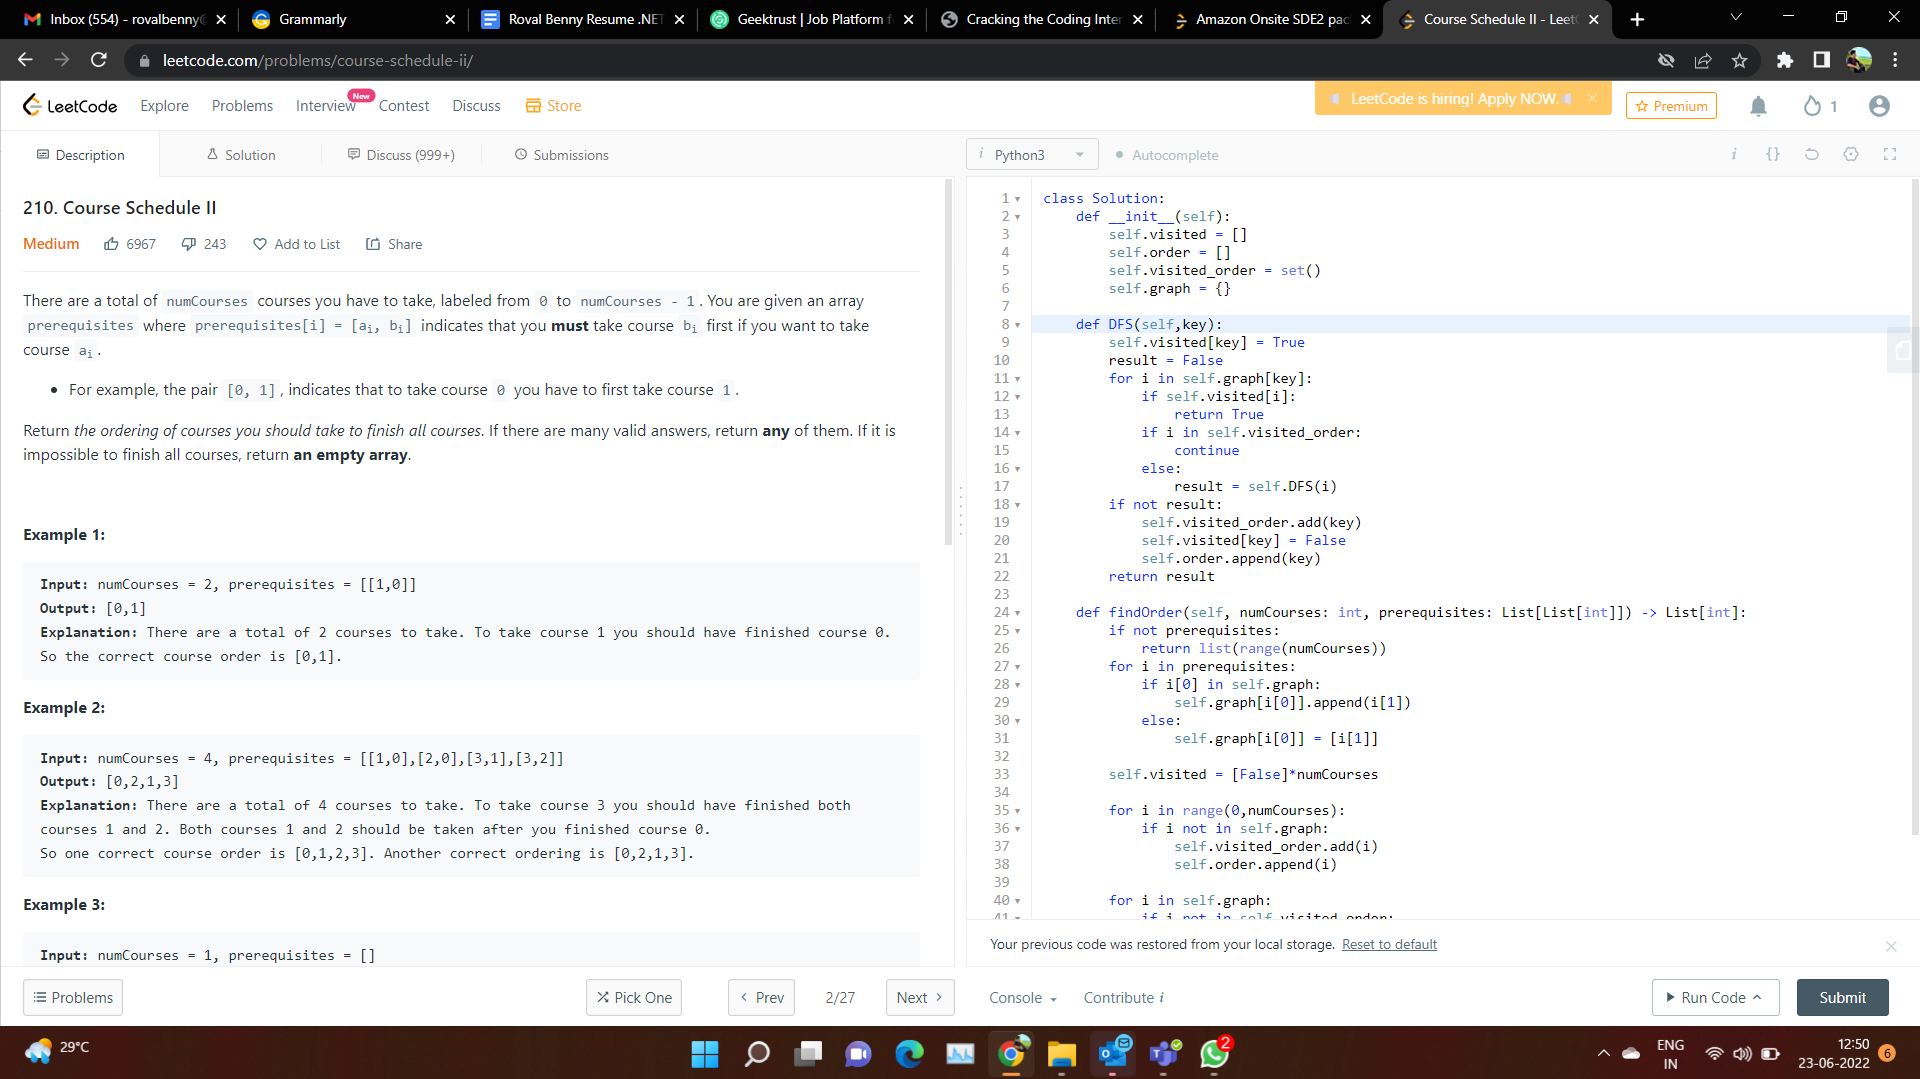 Inbox (554) - rovalbenny@
Grammarly
Roval Benny Resume .NET
Geektrust | Job Platform f
Cracking the Coding Inter
Amazon Onsite SDE2 pac
Course Schedule II - LeetC
leetcode.com/problems/course-schedule-ii/
LeetCode
Explore
Problems
Interview
New
Contest
Discuss
Store
LeetCode is hiring! Apply NOW.
Premium
1
Description
Solution
Discuss (999+)
Submissions
i Python3
Autocomplete
i {}
210. Course Schedule II
Medium
6967
243
Add to List
Share
There are a total of numCourses courses you have to take, labeled from 0 to numCourses - 1. You are given an array
prerequisites where prerequisites[i] = [ai, bi] indicates that you must take course bi first if you want to take
course ai.
• For example, the pair [0, 1], indicates that to take course 0 you have to first take course 1.
Return the ordering of courses you should take to finish all courses. If there are many valid answers, return any of them. If it is
impossible to finish all courses, return an empty array.
Example 1:
Input: numCourses = 2, prerequisites = [[1,0]]
Output: [0,1]
Explanation: There are a total of 2 courses to take. To take course 1 you should have finished course 0.
So the correct course order is [0,1].
Example 2:
Input: numCourses = 4, prerequisites = [[1,0],[2,0],[3,1],[3,2]]
Output: [0,2,1,3]
Explanation: There are a total of 4 courses to take. To take course 3 you should have finished both
courses 1 and 2. Both courses 1 and 2 should be taken after you finished course 0.
So one correct course order is [0,1,2,3]. Another correct ordering is [0,2,1,3].
Example 3:
Input: numCourses = 1, prerequisites = []
1 class Solution:
2     def __init__(self):
3         self.visited = []
4         self.order = []
5         self.visited_order = set()
6         self.graph = {}
7
8     def DFS(self,key):
9         self.visited[key] = True
10         result = False
11         for i in self.graph[key]:
12             if self.visited[i]:
13                 return True
14             if i in self.visited_order:
15                 continue
16             else:
17                 result = self.DFS(i)
18         if not result:
19             self.visited_order.add(key)
20             self.visited[key] = False
21             self.order.append(key)
22         return result
23
24     def findOrder(self, numCourses: int, prerequisites: List[List[int]]) -> List[int]:
25         if not prerequisites:
26             return list(range(numCourses))
27         for i in prerequisites:
28             if i[0] in self.graph:
29                 self.graph[i[0]].append(i[1])
30             else:
31                 self.graph[i[0]] = [i[1]]
32
33         self.visited = [False]*numCourses
34
35         for i in range(0,numCourses):
36             if i not in self.graph:
37                 self.visited_order.add(i)
38                 self.order.append(i)
39
40         for i in self.graph:
41             if i not in self.visited_order:
Your previous code was restored from your local storage. Reset to default
Problems
Pick One
Prev
2/27
Next
Console
Contribute i
Run Code
Submit
29°C
2
ENG
IN
12:50
23-06-2022
6